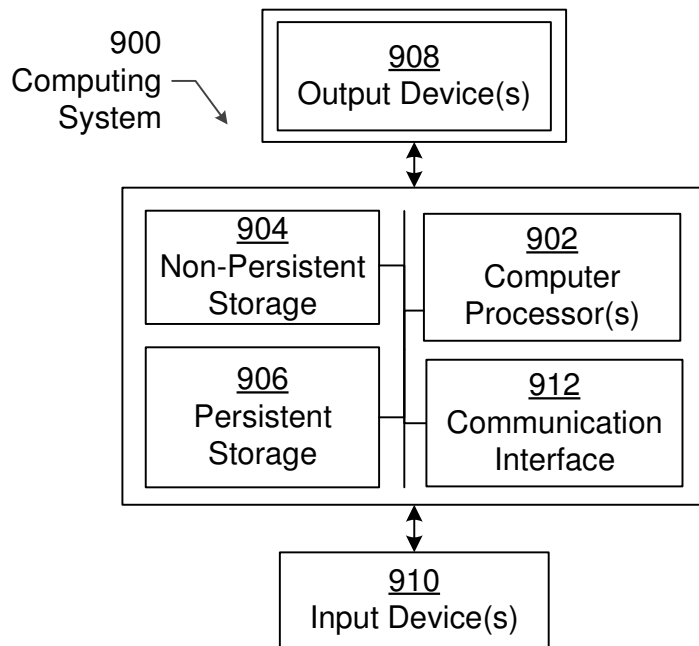 900
Computing
System
908
Output Device(s)
904
Non-Persistent
Storage
902
Computer
Processor(s)
906
Persistent
Storage
912
Communication
Interface
910
Input Device(s)